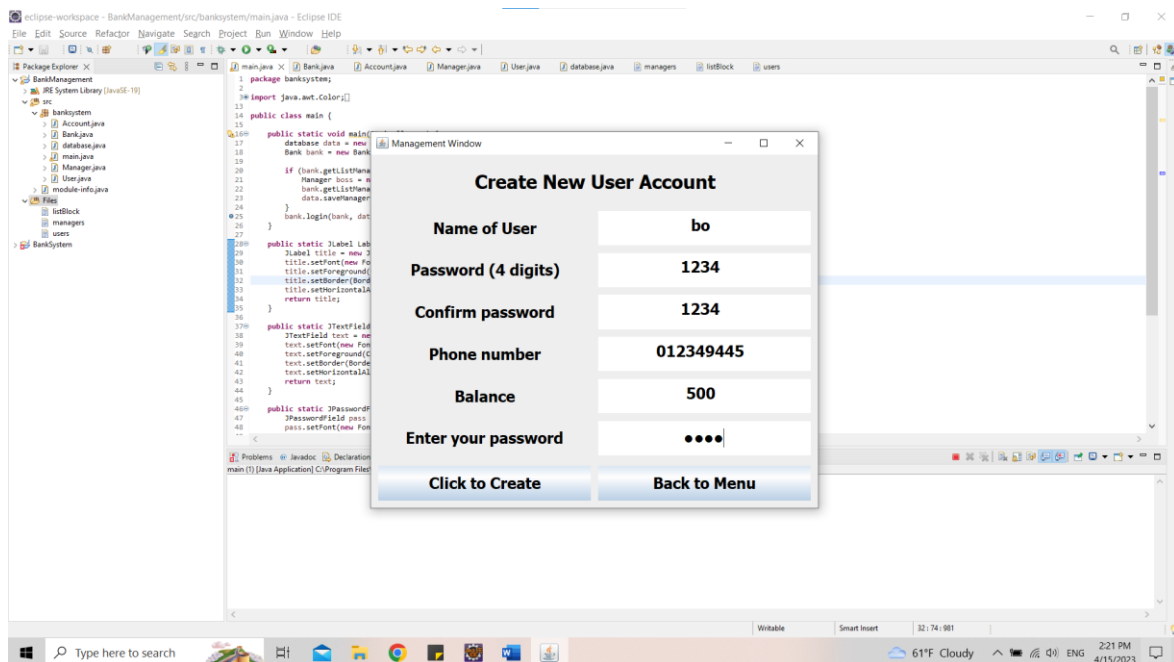 eclipse-workspace - BankManagement/src/banksystem/main.java - Eclipse IDE
File Edit Source Refactor Navigate Search Project Run Window Help
Package Explorer
main.java Bank.java Account.java Manager.java User.java database.java managers listBlock users
BankManagement
JRE System Library [JavaSE-19]
src
banksystem
Account.java
Bank.java
database.java
main.java
Manager.java
User.java
module-info.java
Files
listBlock
managers
users
BankSystem
1 package banksystem;
2
3 import java.awt.Color;
13
14 public class main {
15
16 public static void main(
17 database data = new
18 Bank bank = new Bank
19
20 if (bank.getListMana
21 Manager boss =
22 bank.getListMana
23 data.saveManager
24 }
25 bank.login(bank, dat
26 }
27
28 public static JLabel Lab
29 JLabel title = new J
30 title.setFont(new Fo
31 title.setForeground(
32 title.setBorder(Bord
33 title.setHorizontalA
34 return title;
35 }
36
37 public static JTextField
38 JTextField text = ne
39 text.setFont(new Fon
40 text.setForeground(C
41 text.setBorder(Borde
42 text.setHorizontalAl
43 return text;
44 }
45
46 public static JPasswordF
47 JPasswordField pass
48 pass.setFont(new Fon
Management Window
Create New User Account
Name of User bo
Password (4 digits) 1234
Confirm password 1234
Phone number 012349445
Balance 500
Enter your password ●●●●
Click to Create Back to Menu
Problems Javadoc Declaration
main (1) [Java Application] C:\Program Files
Writable Smart Insert 32 : 74 : 981
Type here to search 61°F Cloudy ENG 2:21 PM
4/15/2023